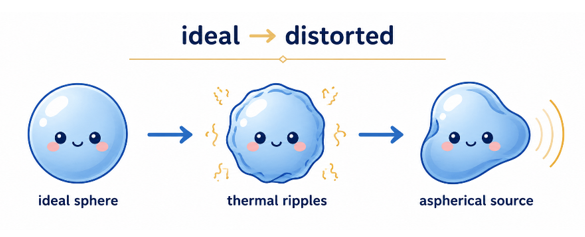 ideal → distorted
ideal sphere
thermal ripples
aspherical source